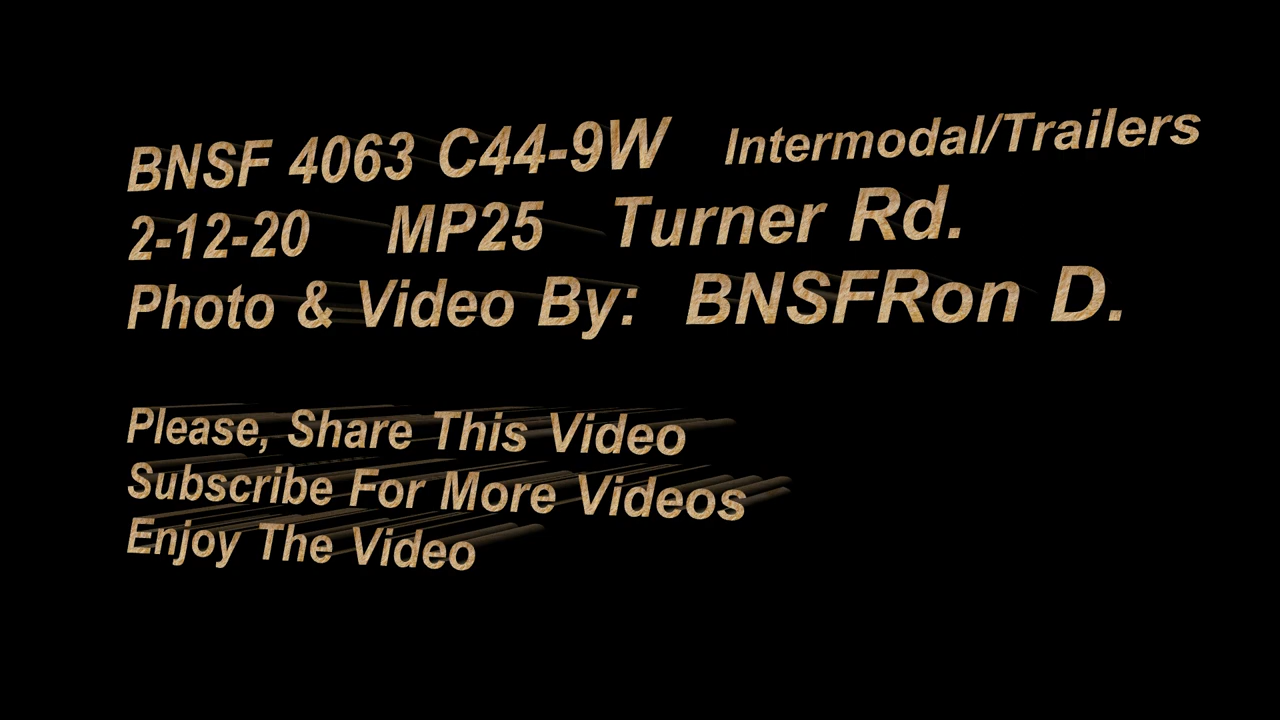 BNSF 4063 C44-9W Intermodal/Trailers
2-12-20 MP25 Turner Rd.
Photo & Video By: BNSFRon D.
Please, Share This Video
Subscribe For More Videos
Enjoy The Video